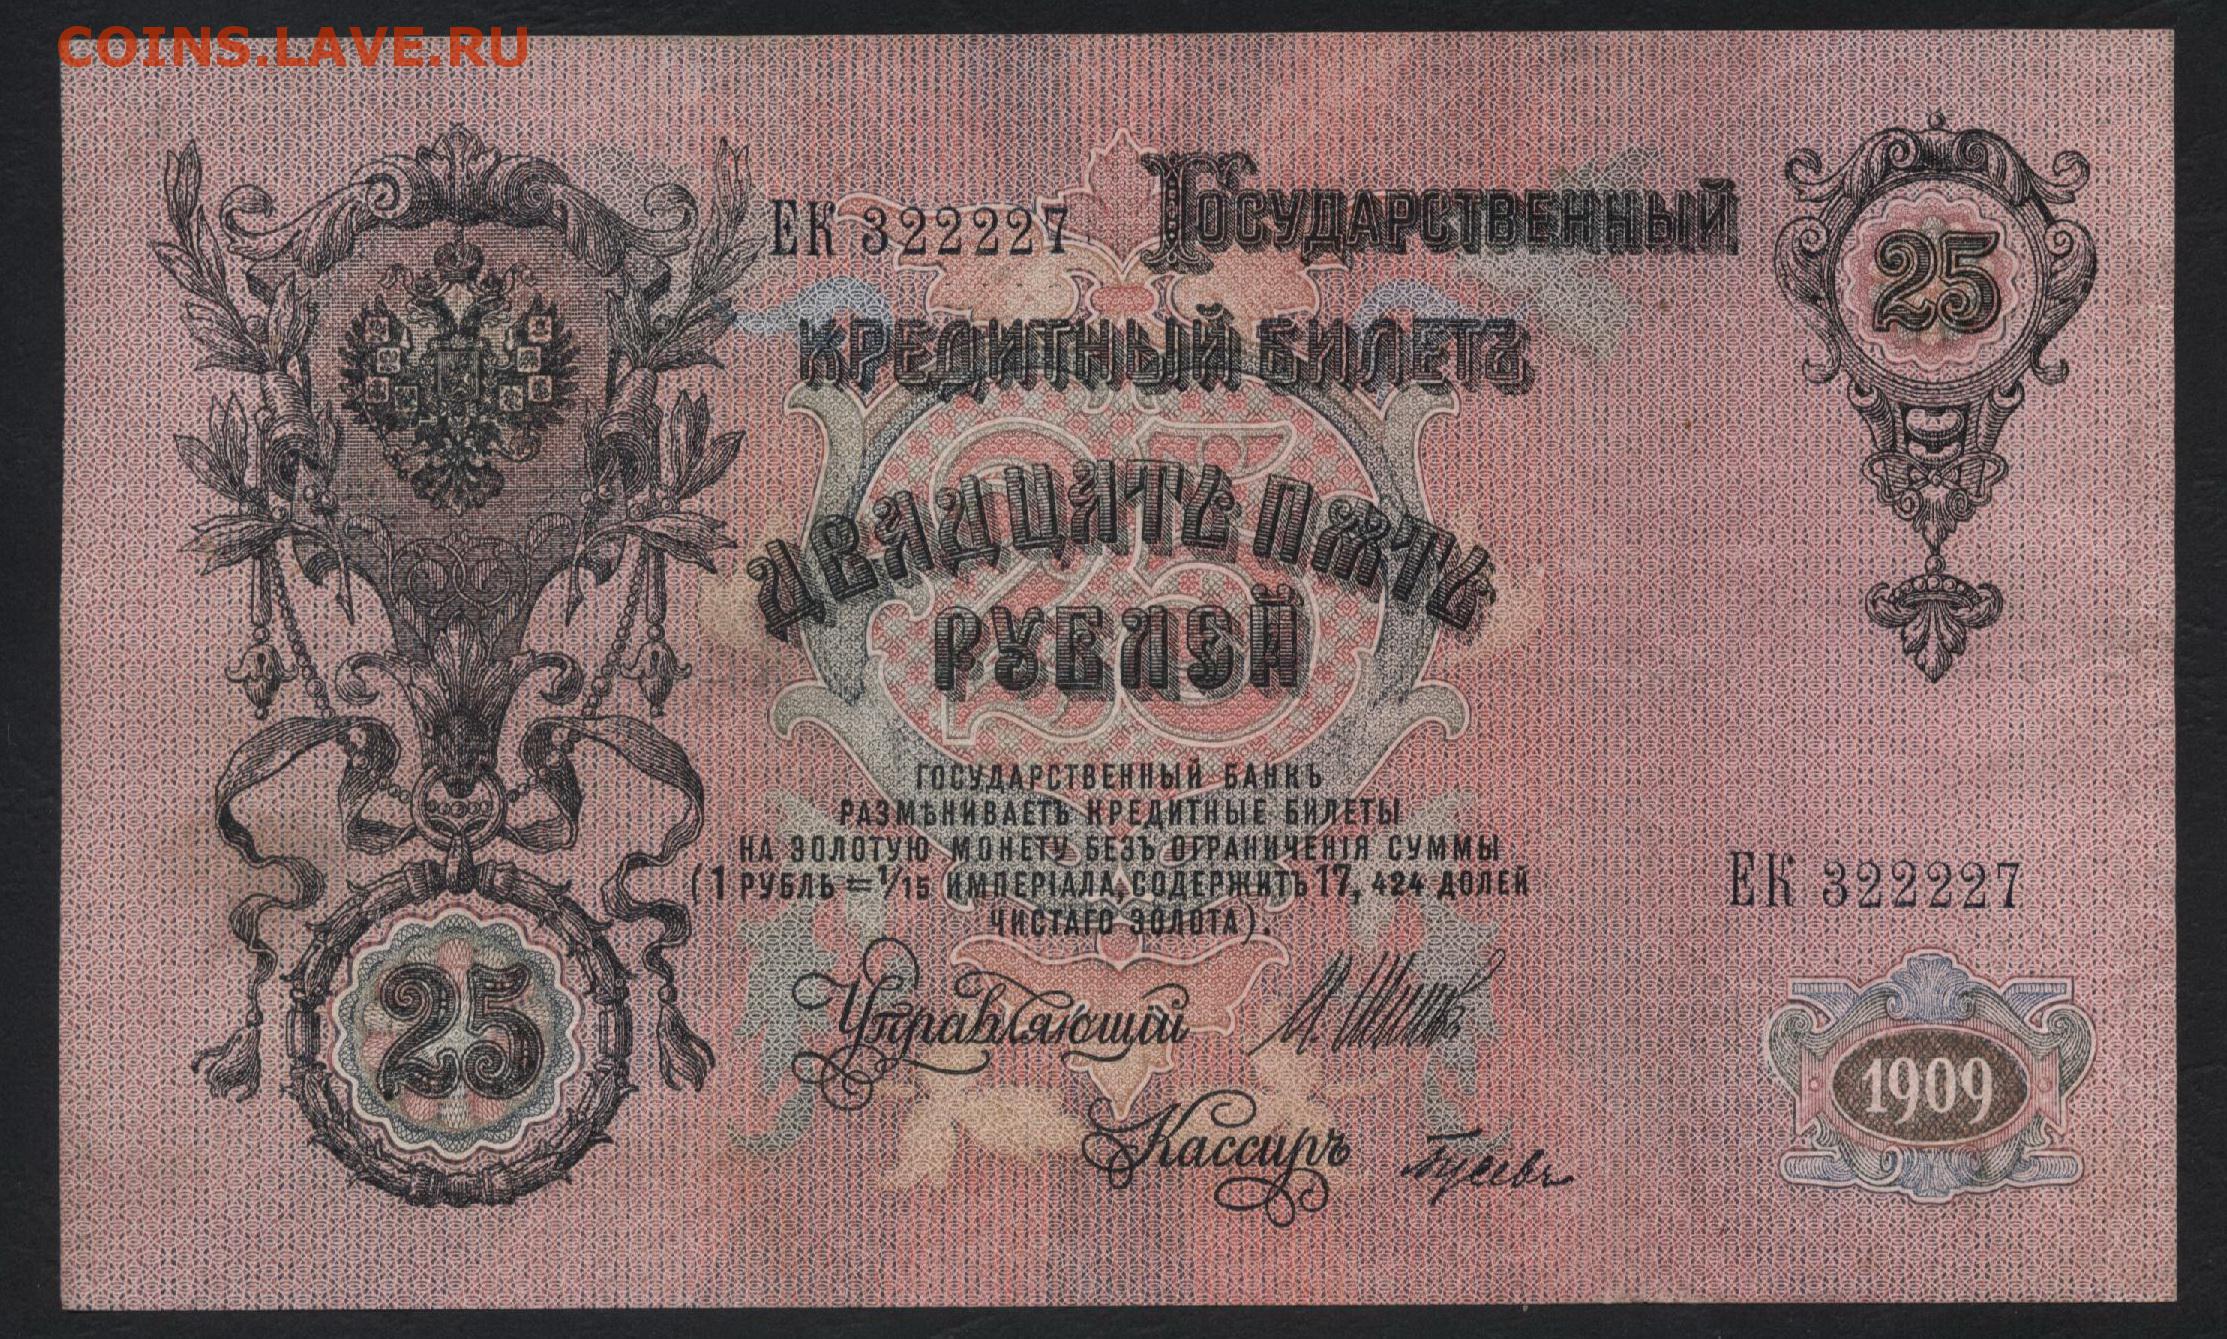 COINS.LAVE.RU
ЕК 322227
ГОСУДАРСТВЕННЫЙ
КРЕДИТНЫЙ БИЛЕТЪ
25
ДВАДЦАТЬ ПЯТЬ
РУБЛЕЙ
ГОСУДАРСТВЕННЫЙ БАНКЪ
РАЗМѢНИВАЕТЪ КРЕДИТНЫЕ БИЛЕТЫ
НА ЗОЛОТУЮ МОНЕТУ БЕЗЪ ОГРАНИЧЕНІЯ СУММЫ
(1 РУБЛЬ = 1/15 ИМПЕРІАЛА, СОДЕРЖИТЪ 17, 424 ДОЛЕЙ
ЧИСТАГО ЗОЛОТА).
ЕК 322227
25
25
Управляющій
Кассиръ
1909